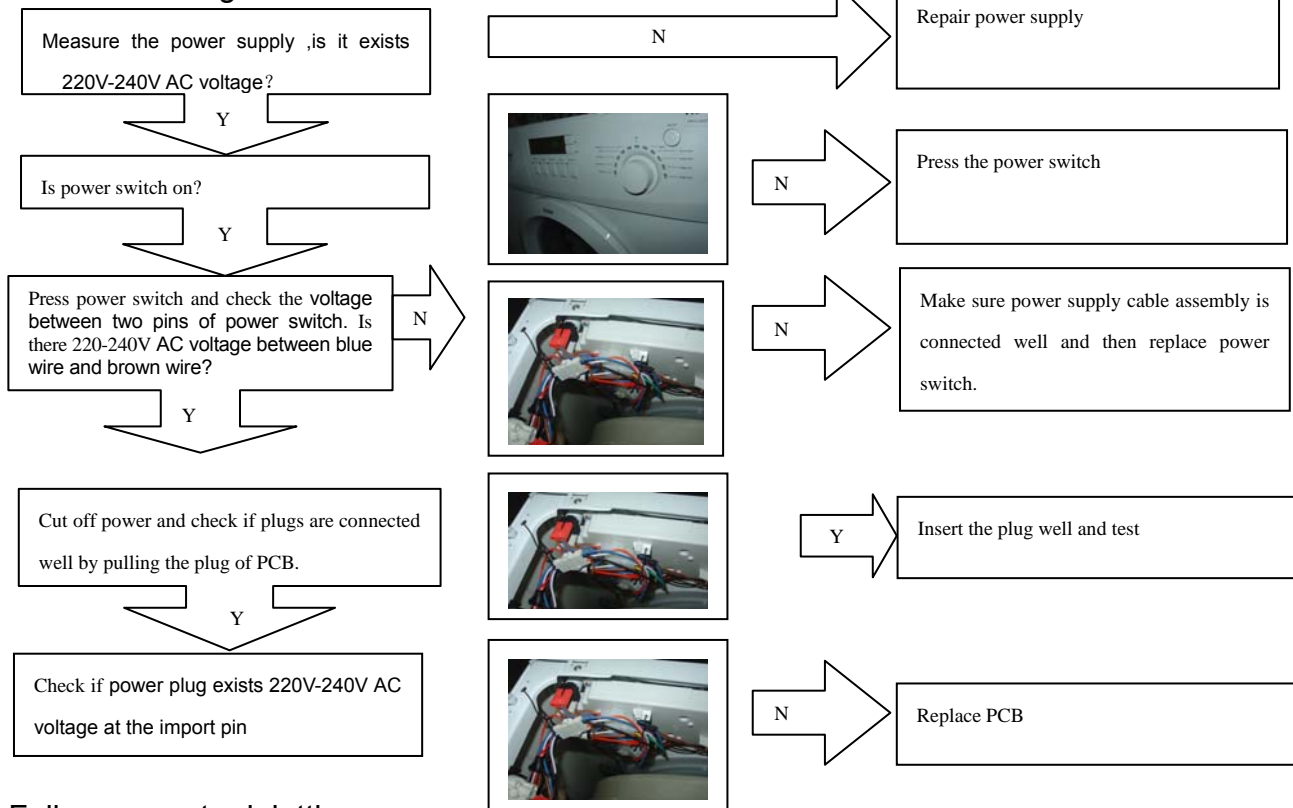 Measure the power supply ,is it exists
220V-240V AC voltage?
N
Repair power supply
Y
Is power switch on?
N
Press the power switch
Y
Press power switch and check the voltage
between two pins of power switch. Is
there 220-240V AC voltage between blue
wire and brown wire?
N
N
Make sure power supply cable assembly is
connected well and then replace power
switch.
Y
Cut off power and check if plugs are connected
well by pulling the plug of PCB.
Y
Insert the plug well and test
Y
Check if power plug exists 220V-240V AC
voltage at the import pin
N
Replace PCB